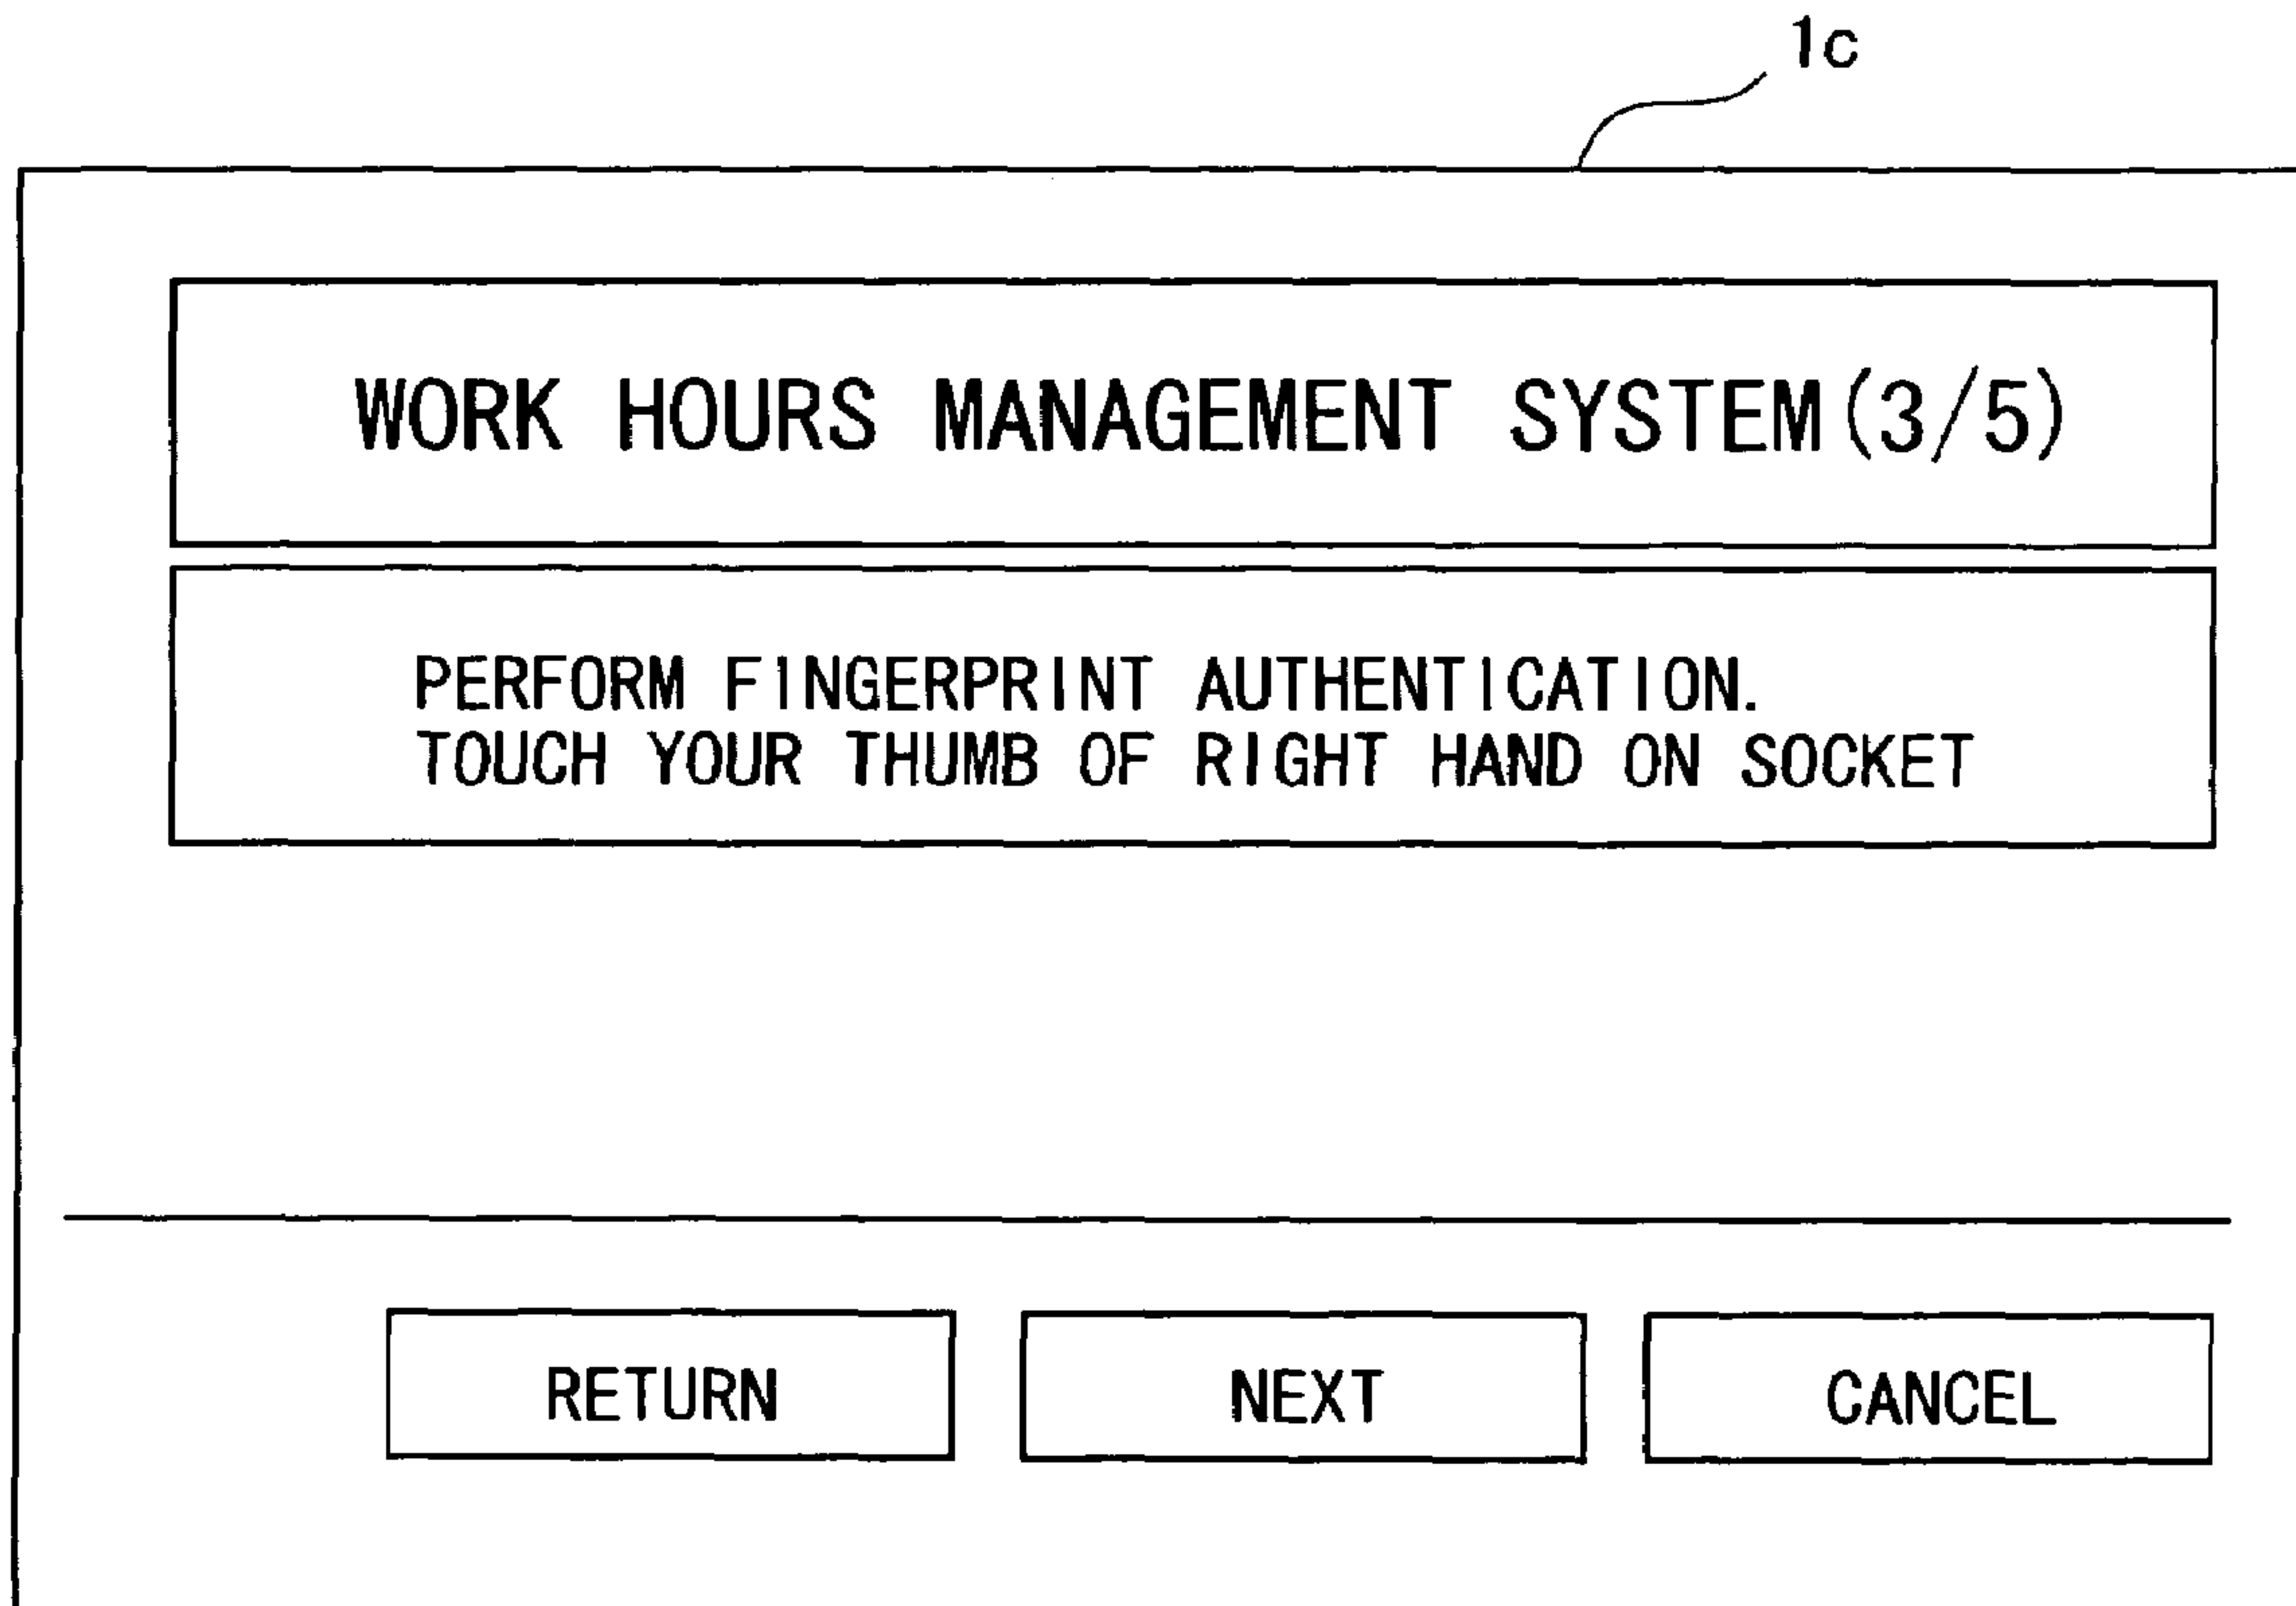 1c
WORK HOURS MANAGEMENT SYSTEM(3/5)
PERFORM FINGERPRINT AUTHENTICATION.
TOUCH YOUR THUMB OF RIGHT HAND ON SOCKET
RETURN NEXT CANCEL